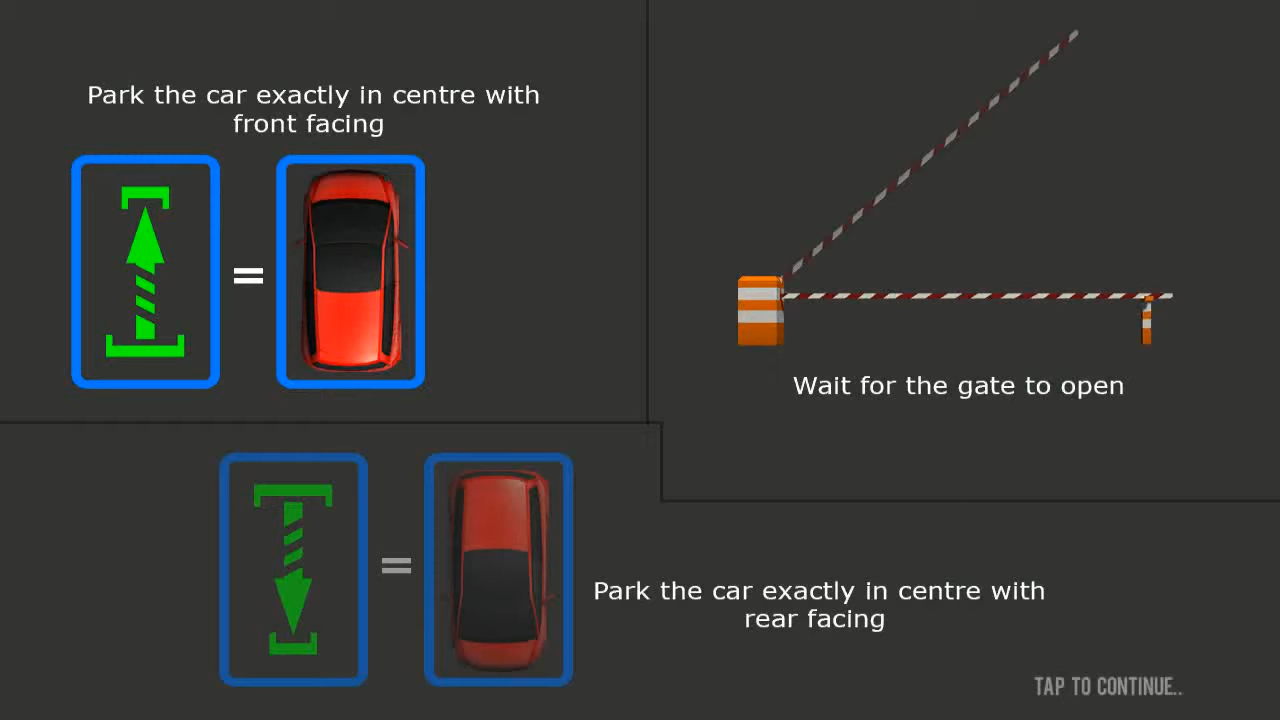 Park the car exactly in centre with
front facing
=
Wait for the gate to open
=
Park the car exactly in centre with
rear facing
TAP TO CONTINUE..